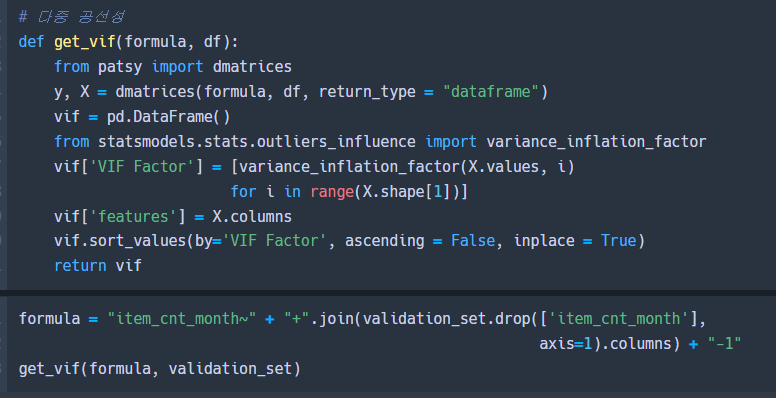 # 다중 공선성
def get_vif(formula, df):
    from patsy import dmatrices
    y, X = dmatrices(formula, df, return_type = "dataframe")
    vif = pd.DataFrame()
    from statsmodels.stats.outliers_influence import variance_inflation_factor
    vif['VIF Factor'] = [variance_inflation_factor(X.values, i)
                         for i in range(X.shape[1])]
    vif['features'] = X.columns
    vif.sort_values(by='VIF Factor', ascending = False, inplace = True)
    return vif
formula = "item_cnt_month~" + "+".join(validation_set.drop(['item_cnt_month'],
                                                           axis=1).columns) + "-1"
get_vif(formula, validation_set)